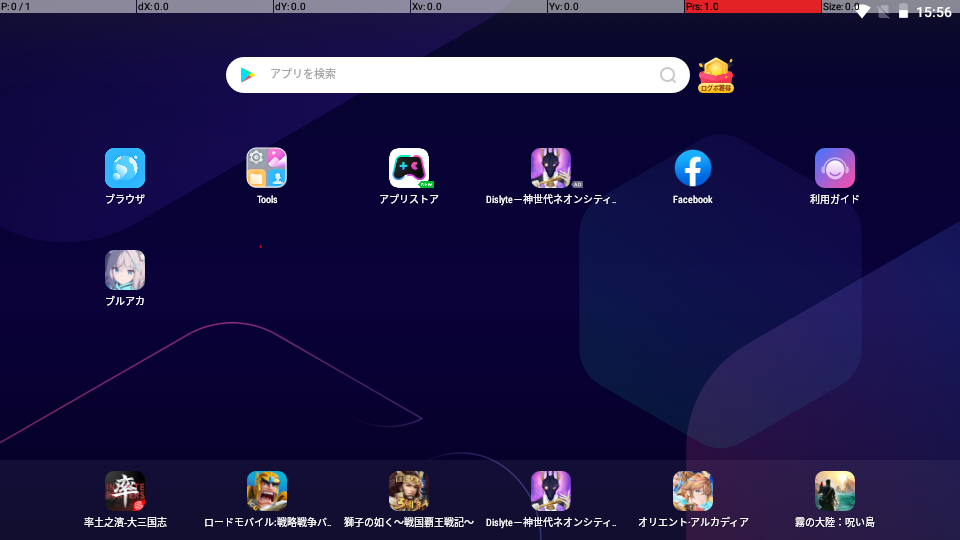 P: 0 / 1 dX: 0.0 dY: 0.0 Xv: 0.0 Yv: 0.0 Prs: 1.0 Size: 0.0 15:56
アプリを検索
ログボ獲得
NEW
AD
ブラウザ Tools アプリストア Dislyte－神世代ネオンシティ.. Facebook 利用ガイド
ブルアカ
率
率土之濱-大三国志 ロードモバイル:戦略戦争バ.. 獅子の如く～戦国覇王戦記～ Dislyte－神世代ネオンシティ.. オリエント·アルカディア 霧の大陸：呪い島